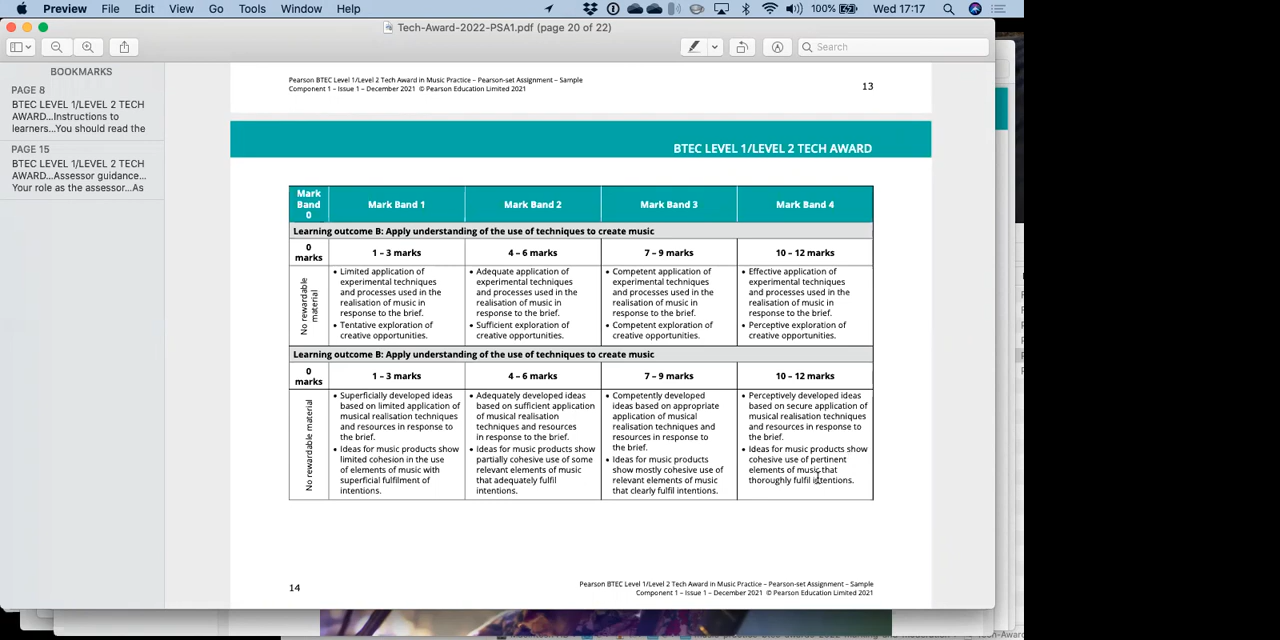 Preview File Edit View Go Tools Window Help 100% Wed 17:17
Tech-Award-2022-PSA1.pdf (page 20 of 22)
Search
BOOKMARKS
PAGE 8
BTEC LEVEL 1/LEVEL 2 TECH
AWARD...Instructions to
learners...You should read the
PAGE 15
BTEC LEVEL 1/LEVEL 2 TECH
AWARD...Assessor guidance...
Your role as the assessor...As
Pearson BTEC Level 1/Level 2 Tech Award in Music Practice – Pearson-set Assignment – Sample
Component 1 – Issue 1 – December 2021 © Pearson Education Limited 2021
13
BTEC LEVEL 1/LEVEL 2 TECH AWARD
Mark
Band
0
Mark Band 1
Mark Band 2
Mark Band 3
Mark Band 4
Learning outcome B: Apply understanding of the use of techniques to create music
0
marks
1 – 3 marks
4 – 6 marks
7 – 9 marks
10 – 12 marks
No rewardable
material
• Limited application of
experimental techniques
and processes used in the
realisation of music in
response to the brief.
• Tentative exploration of
creative opportunities.
• Adequate application of
experimental techniques
and processes used in the
realisation of music in
response to the brief.
• Sufficient exploration of
creative opportunities.
• Competent application of
experimental techniques
and processes used in the
realisation of music in
response to the brief.
• Competent exploration of
creative opportunities.
• Effective application of
experimental techniques
and processes used in the
realisation of music in
response to the brief.
• Perceptive exploration of
creative opportunities.
Learning outcome B: Apply understanding of the use of techniques to create music
0
marks
1 – 3 marks
4 – 6 marks
7 – 9 marks
10 – 12 marks
No rewardable material
• Superficially developed ideas
based on limited application of
musical realisation techniques
and resources in response to
the brief.
• Ideas for music products show
limited cohesion in the use
of elements of music with
superficial fulfilment of
intentions.
• Adequately developed ideas
based on sufficient application
of musical realisation
techniques and resources
in response to the brief.
• Ideas for music products show
partially cohesive use of some
relevant elements of music
that adequately fulfil
intentions.
• Competently developed
ideas based on appropriate
application of musical
realisation techniques and
resources in response to
the brief.
• Ideas for music products
show mostly cohesive use of
relevant elements of music
that clearly fulfil intentions.
• Perceptively developed ideas
based on secure application of
musical realisation techniques
and resources in response to
the brief.
• Ideas for music products show
cohesive use of pertinent
elements of music that
thoroughly fulfil intentions.
14
Pearson BTEC Level 1/Level 2 Tech Award in Music Practice – Pearson-set Assignment – Sample
Component 1 – Issue 1 – December 2021 © Pearson Education Limited 2021